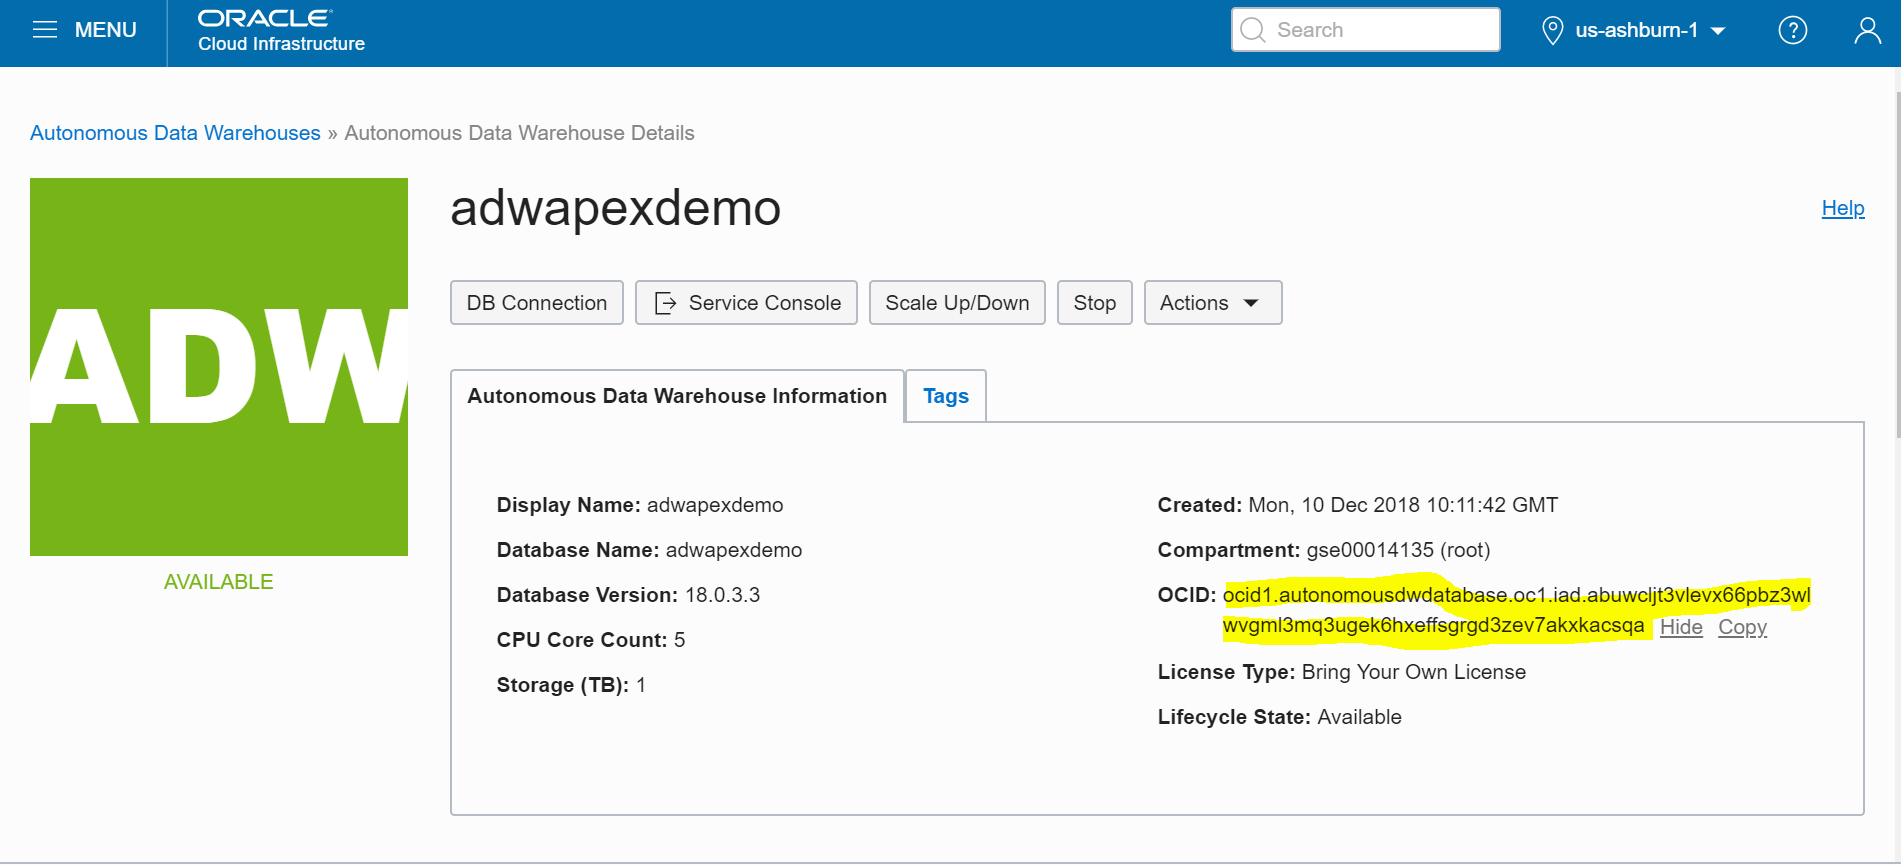 MENU
ORACLE
Cloud Infrastructure
Search
us-ashburn-1
?
Autonomous Data Warehouses » Autonomous Data Warehouse Details
ADW
AVAILABLE
adwapexdemo
Help
DB Connection
Service Console
Scale Up/Down
Stop
Actions
Autonomous Data Warehouse Information
Tags
Display Name: adwapexdemo
Database Name: adwapexdemo
Database Version: 18.0.3.3
CPU Core Count: 5
Storage (TB): 1
Created: Mon, 10 Dec 2018 10:11:42 GMT
Compartment: gse00014135 (root)
OCID: ocid1.autonomousdwdatabase.oc1.iad.abuwcljt3vlevx66pbz3wl
wvgml3mq3ugek6hxeffsgrgd3zev7akxkacsqa Hide Copy
License Type: Bring Your Own License
Lifecycle State: Available